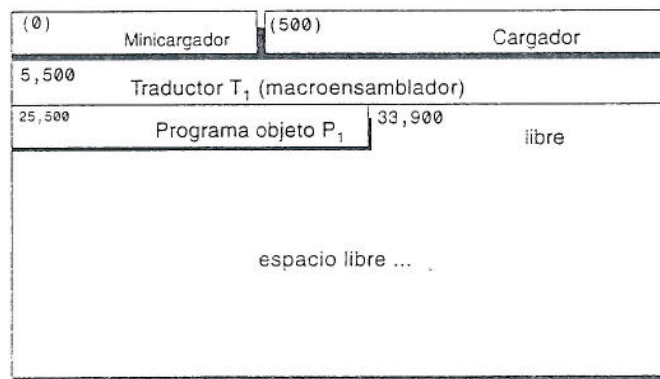 (0)
Minicargador
(500)
Cargador
5,500
Traductor T₁ (macroensamblador)
25,500
Programa objeto P₁
33,900
libre
espacio libre ...